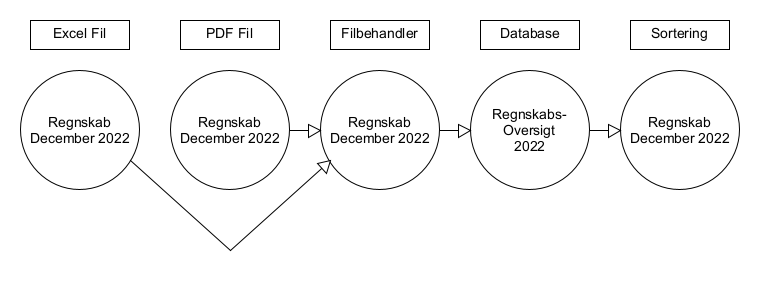 Excel Fil
PDF Fil
Filbehandler
Database
Sortering
Regnskab
December 2022
Regnskab
December 2022
Regnskab
December 2022
Regnskabs-
Oversigt
2022
Regnskab
December 2022